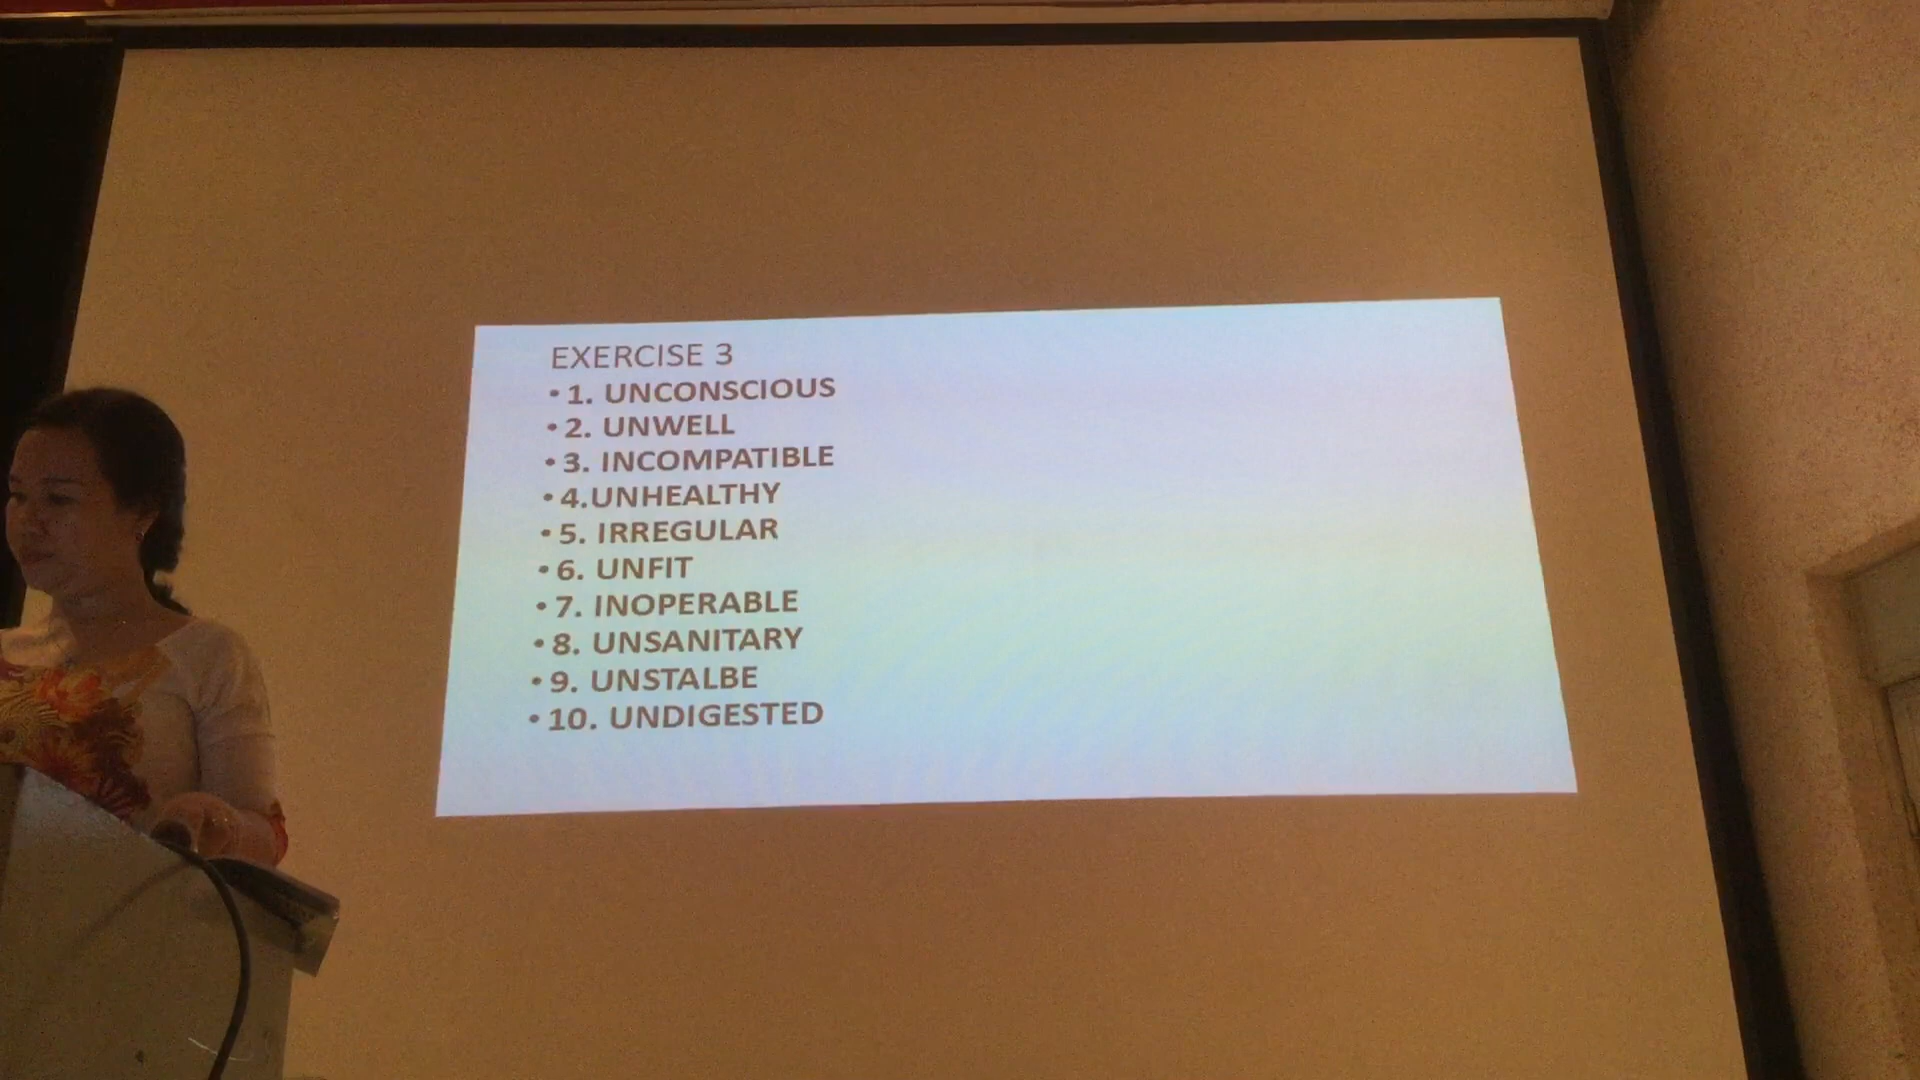 EXERCISE 3
• 1. UNCONSCIOUS
• 2. UNWELL
• 3. INCOMPATIBLE
• 4.UNHEALTHY
• 5. IRREGULAR
• 6. UNFIT
• 7. INOPERABLE
• 8. UNSANITARY
• 9. UNSTALBE
• 10. UNDIGESTED